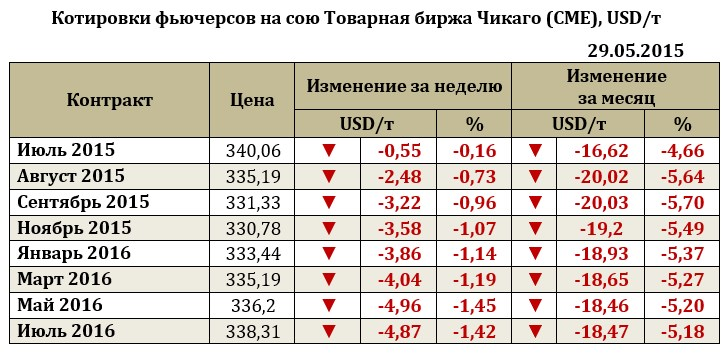 Котировки фьючерсов на сою Товарная биржа Чикаго (CME), USD/т
29.05.2015
Контракт Цена Изменение за неделю Изменение за месяц
USD/т % USD/т %
Июль 2015 340,06 ▼ -0,55 -0,16 ▼ -16,62 -4,66
Август 2015 335,19 ▼ -2,48 -0,73 ▼ -20,02 -5,64
Сентябрь 2015 331,33 ▼ -3,22 -0,96 ▼ -20,03 -5,70
Ноябрь 2015 330,78 ▼ -3,58 -1,07 ▼ -19,2 -5,49
Январь 2016 333,44 ▼ -3,86 -1,14 ▼ -18,93 -5,37
Март 2016 335,19 ▼ -4,04 -1,19 ▼ -18,65 -5,27
Май 2016 336,2 ▼ -4,96 -1,45 ▼ -18,46 -5,20
Июль 2016 338,31 ▼ -4,87 -1,42 ▼ -18,47 -5,18